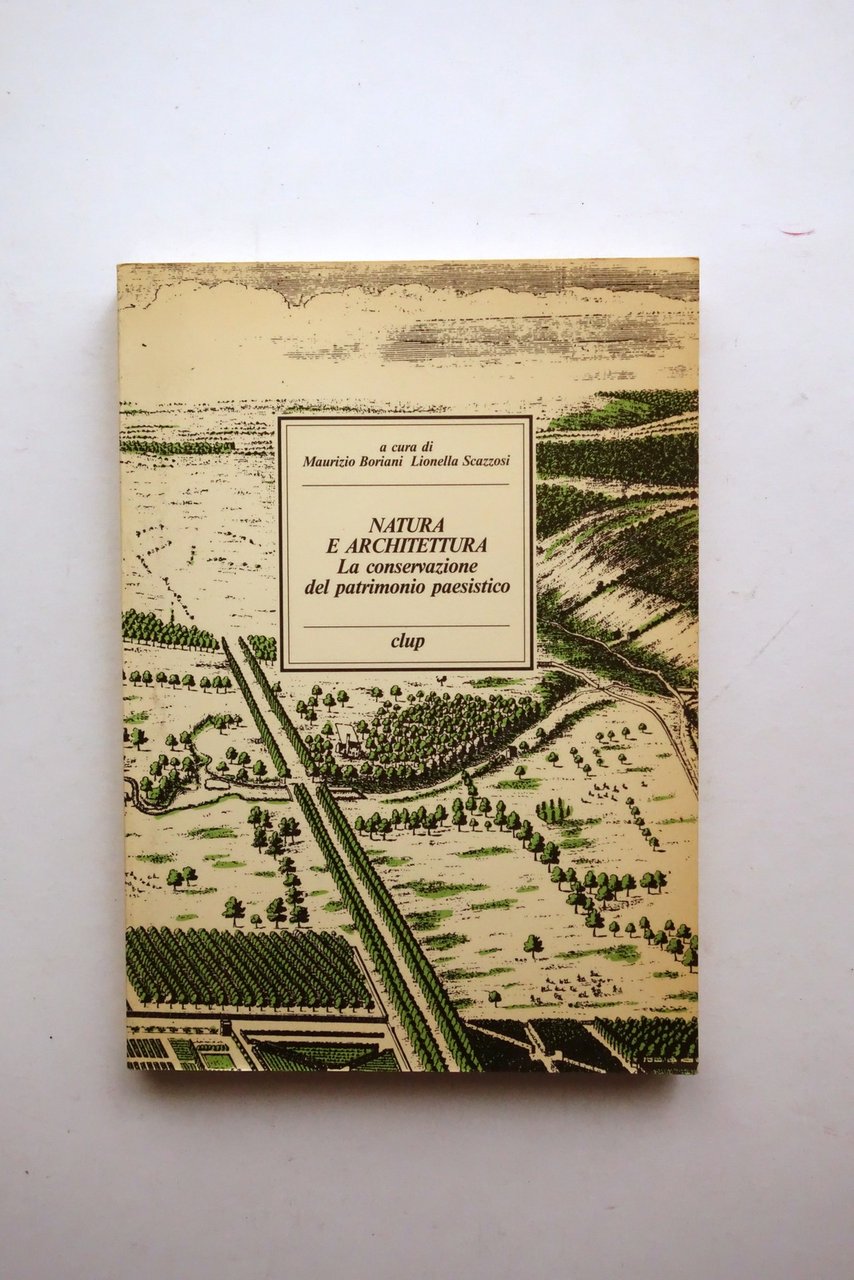 a cura di
Maurizio Boriani Lionella Scazzosi
NATURA
E ARCHITETTURA
La conservazione
del patrimonio paesistico
clup